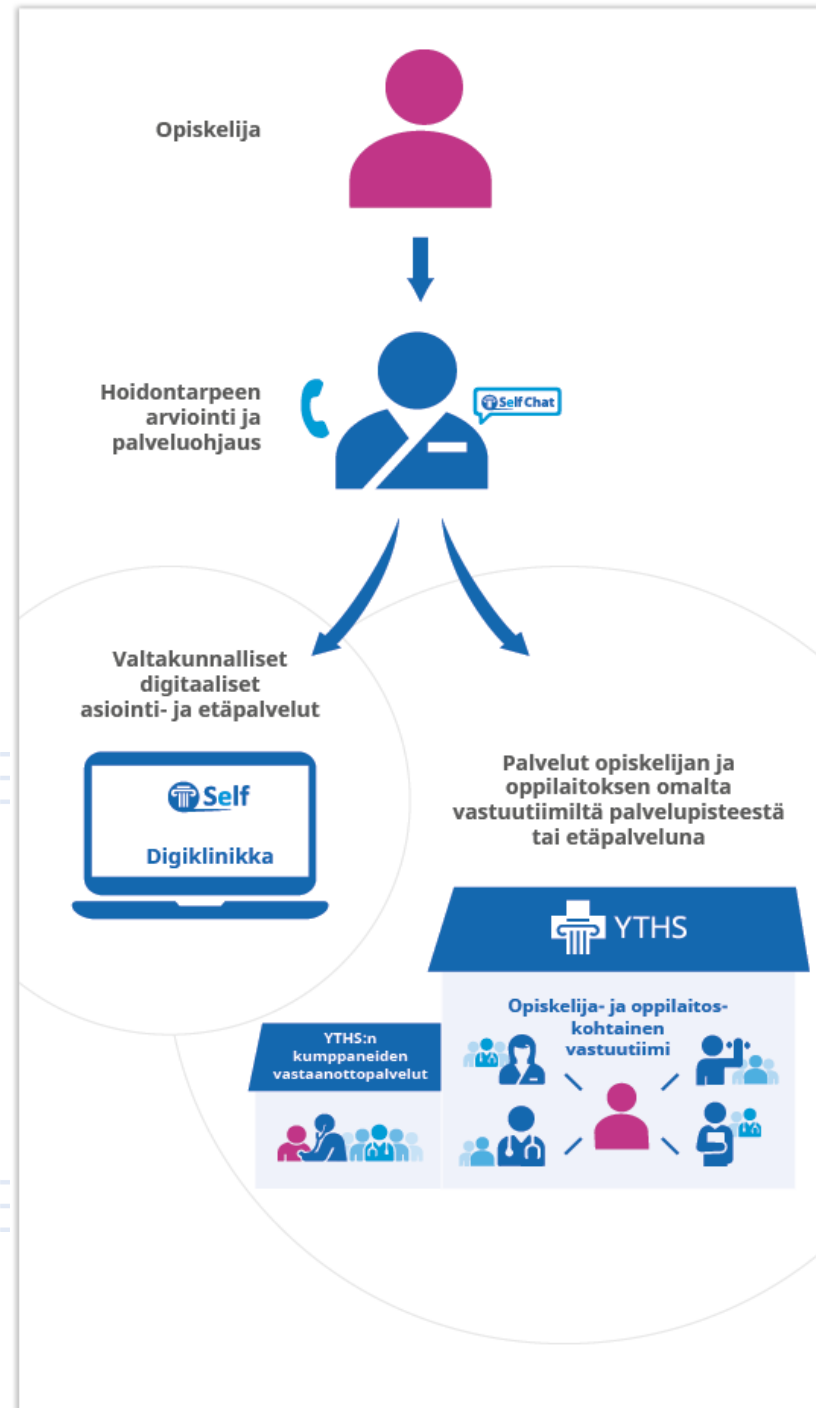 Opiskelija
Hoidontarpeen
arviointi ja
palveluohjaus
Self Chat
Valtakunnalliset
digitaaliset
asiointi- ja etäpalvelut
Self
Digiklinikka
Palvelut opiskelijan ja
oppilaitoksen omalta
vastuutiimiltä palvelupisteestä
tai etäpalveluna
YTHS
Opiskelija- ja oppilaitos-
kohtainen
vastuutiimi
YTHS:n
kumppaneiden
vastaanottopalvelut